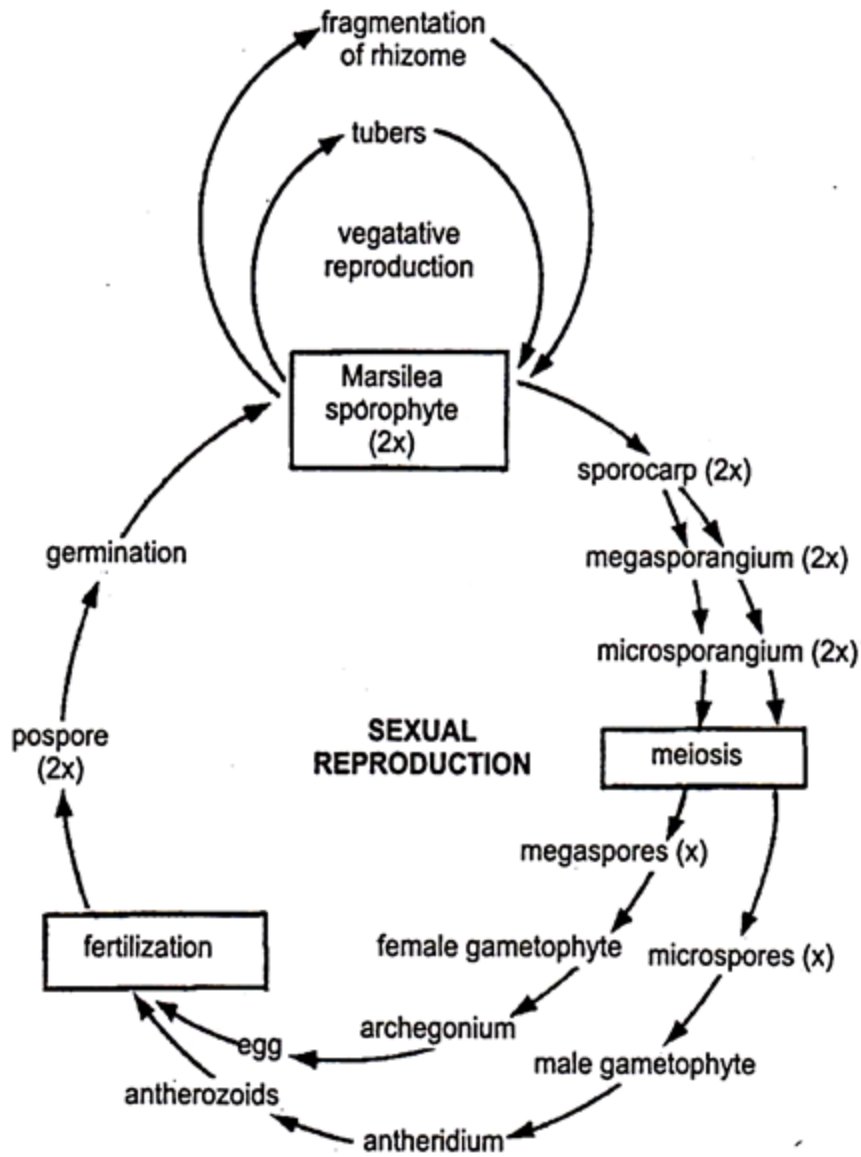 fragmentation
of rhizome
tubers
vegatative
reproduction
Marsilea
sporophyte
(2x)
sporocarp (2x)
megasporangium (2x)
microsporangium (2x)
meiosis
megaspores (x)
microspores (x)
female gametophyte
male gametophyte
archegonium
antheridium
egg
antherozoids
fertilization
pospore
(2x)
germination
SEXUAL
REPRODUCTION